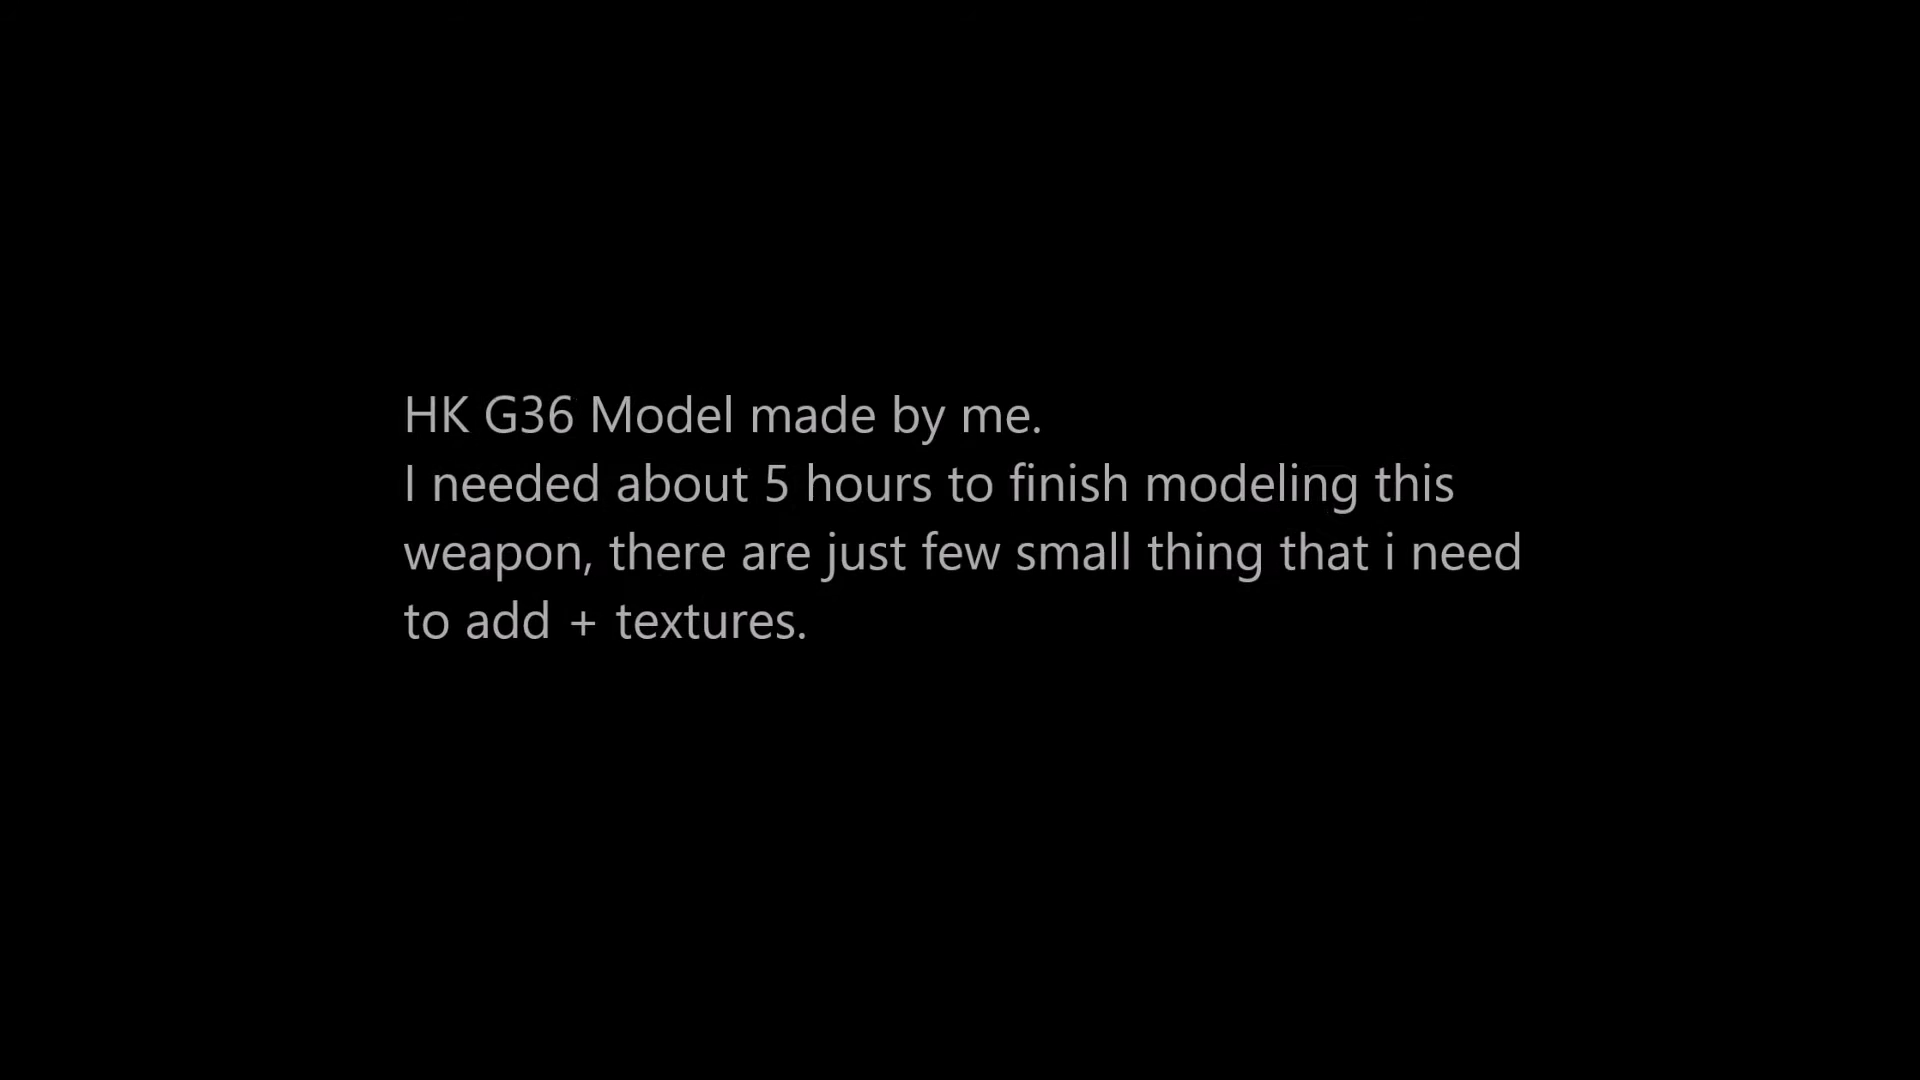 HK G36 Model made by me.
I needed about 5 hours to finish modeling this
weapon, there are just few small thing that i need
to add + textures.